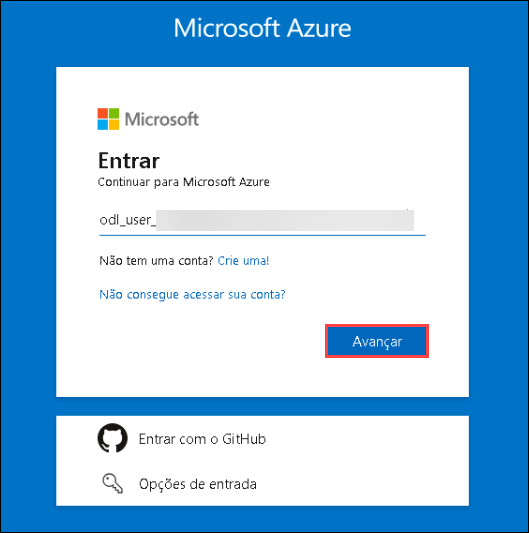 Microsoft Azure
Microsoft
Entrar
Continuar para Microsoft Azure
odl_user_
Não tem uma conta? Crie uma!
Não consegue acessar sua conta?
Avançar
Entrar com o GitHub
Opções de entrada